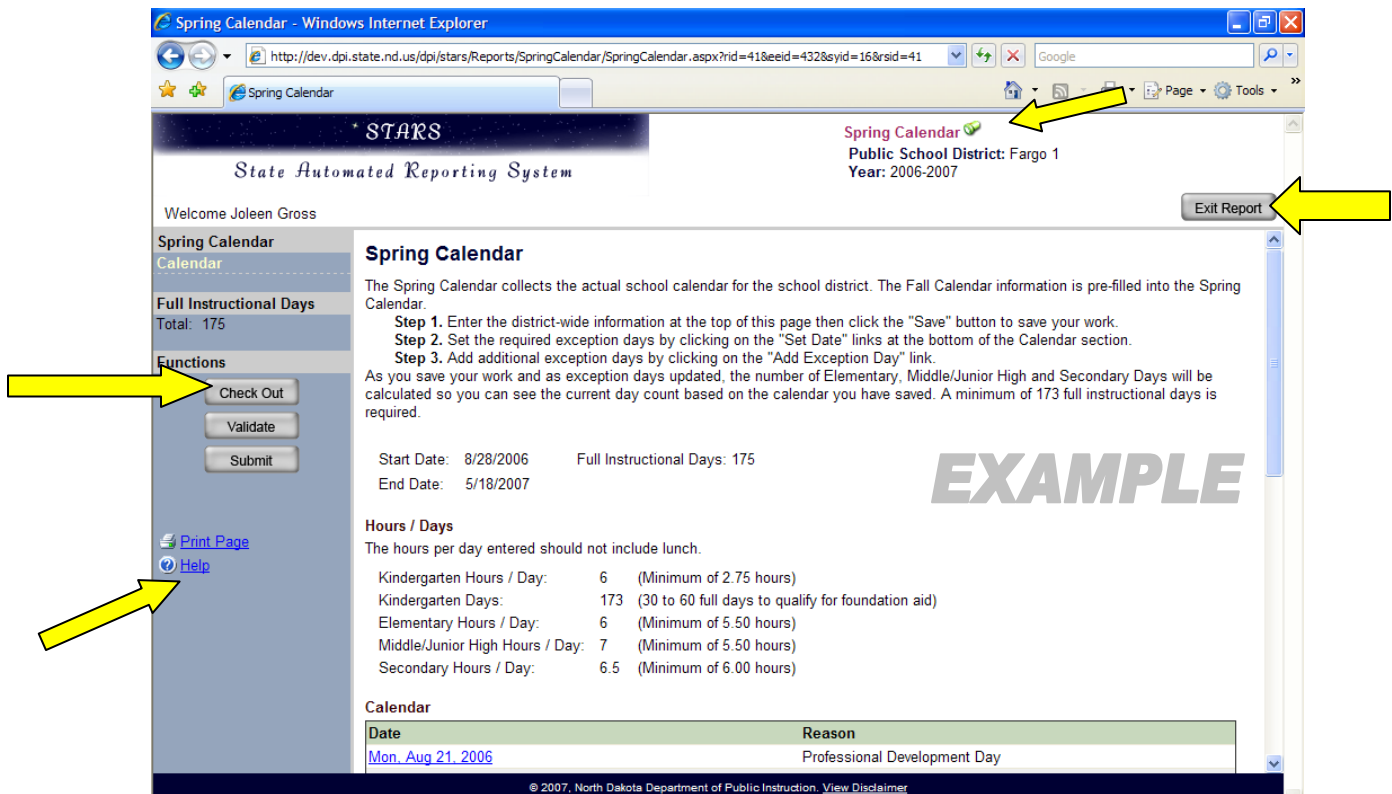 Spring Calendar - Windows Internet Explorer
http://dev.dpi.state.nd.us/dpi/stars/Reports/SpringCalendar/SpringCalendar.aspx?rid=41&eeid=432&syid=16&rsid=41
Google
Spring Calendar
Page
Tools
»
STARS
State Automated Reporting System
Spring Calendar
Public School District: Fargo 1
Year: 2006-2007
Welcome Joleen Gross
Exit Report
Spring Calendar
Calendar
Full Instructional Days
Total: 175
Functions
Check Out
Validate
Submit
Print Page
Help
Spring Calendar
The Spring Calendar collects the actual school calendar for the school district. The Fall Calendar information is pre-filled into the Spring
Calendar.
Step 1. Enter the district-wide information at the top of this page then click the "Save" button to save your work.
Step 2. Set the required exception days by clicking on the "Set Date" links at the bottom of the Calendar section.
Step 3. Add additional exception days by clicking on the "Add Exception Day" link.
As you save your work and as exception days updated, the number of Elementary, Middle/Junior High and Secondary Days will be
calculated so you can see the current day count based on the calendar you have saved. A minimum of 173 full instructional days is
required.
Start Date: 8/28/2006 Full Instructional Days: 175
End Date: 5/18/2007
EXAMPLE
Hours / Days
The hours per day entered should not include lunch.
Kindergarten Hours / Day: 6 (Minimum of 2.75 hours)
Kindergarten Days: 173 (30 to 60 full days to qualify for foundation aid)
Elementary Hours / Day: 6 (Minimum of 5.50 hours)
Middle/Junior High Hours / Day: 7 (Minimum of 5.50 hours)
Secondary Hours / Day: 6.5 (Minimum of 6.00 hours)
Calendar
Date Reason
Mon, Aug 21, 2006 Professional Development Day
© 2007, North Dakota Department of Public Instruction. View Disclaimer